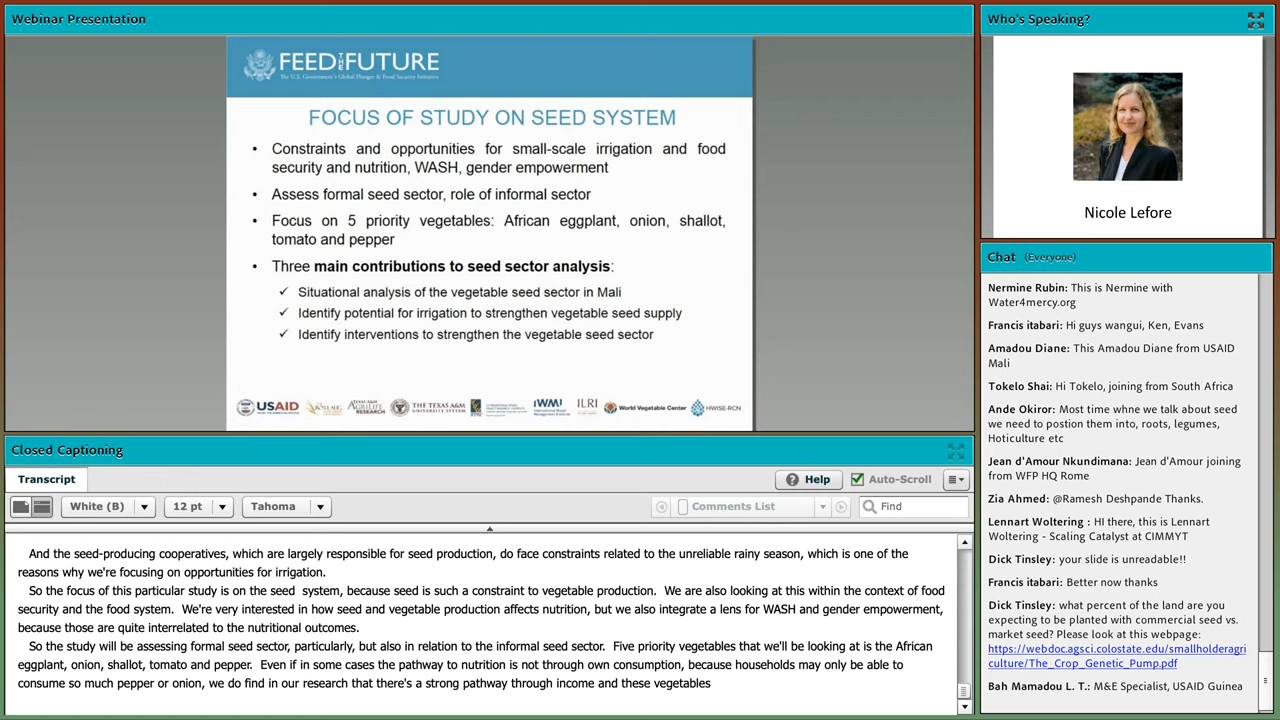 Webinar Presentation
FEED THE FUTURE
The U.S. Government's Global Hunger & Food Security Initiative
FOCUS OF STUDY ON SEED SYSTEM
• Constraints and opportunities for small-scale irrigation and food
security and nutrition, WASH, gender empowerment
• Assess formal seed sector, role of informal sector
• Focus on 5 priority vegetables: African eggplant, onion, shallot,
tomato and pepper
• Three main contributions to seed sector analysis:
✓ Situational analysis of the vegetable seed sector in Mali
✓ Identify potential for irrigation to strengthen vegetable seed supply
✓ Identify interventions to strengthen the vegetable seed sector
USAID
TEXAS A&M
AGRILIFE
RESEARCH
THE TEXAS A&M
UNIVERSITY SYSTEM
IWMI
ILRI
World Vegetable Center
HWISE-RCN
Who's Speaking?
Nicole Lefore
Closed Captioning
Transcript
Help
Auto-Scroll
White (B)
12 pt
Tahoma
Comments List
Find
And the seed-producing cooperatives, which are largely responsible for seed production, do face constraints related to the unreliable rainy season, which is one of the
reasons why we're focusing on opportunities for irrigation.
So the focus of this particular study is on the seed system, because seed is such a constraint to vegetable production. We are also looking at this within the context of food
security and the food system. We're very interested in how seed and vegetable production affects nutrition, but we also integrate a lens for WASH and gender empowerment,
because those are quite interrelated to the nutritional outcomes.
So the study will be assessing formal seed sector, particularly, but also in relation to the informal seed sector. Five priority vegetables that we'll be looking at is the African
eggplant, onion, shallot, tomato and pepper. Even if in some cases the pathway to nutrition is not through own consumption, because households may only be able to
consume so much pepper or onion, we do find in our research that there's a strong pathway through income and these vegetables
Chat (Everyone)
Nermine Rubin: This is Nermine with
Water4mercy.org
Francis itabari: Hi guys wangui, Ken, Evans
Amadou Diane: This Amadou Diane from USAID
Mali
Tokelo Shai: Hi Tokelo, joining from South Africa
Ande Okiror: Most time whne we talk about seed
we need to postion them into, roots, legumes,
Hoticulture etc
Jean d'Amour Nkundimana: Jean d'Amour joining
from WFP HQ Rome
Zia Ahmed: @Ramesh Deshpande Thanks.
Lennart Woltering : HI there, this is Lennart
Woltering - Scaling Catalyst at CIMMYT
Dick Tinsley: your slide is unreadable!!
Francis itabari: Better now thanks
Dick Tinsley: what percent of the land are you
expecting to be planted with commercial seed vs.
market seed? Please look at this webpage:
https://webdoc.agsci.colostate.edu/smallholderagri
culture/The_Crop_Genetic_Pump.pdf
Bah Mamadou L. T.: M&E Specialist, USAID Guinea